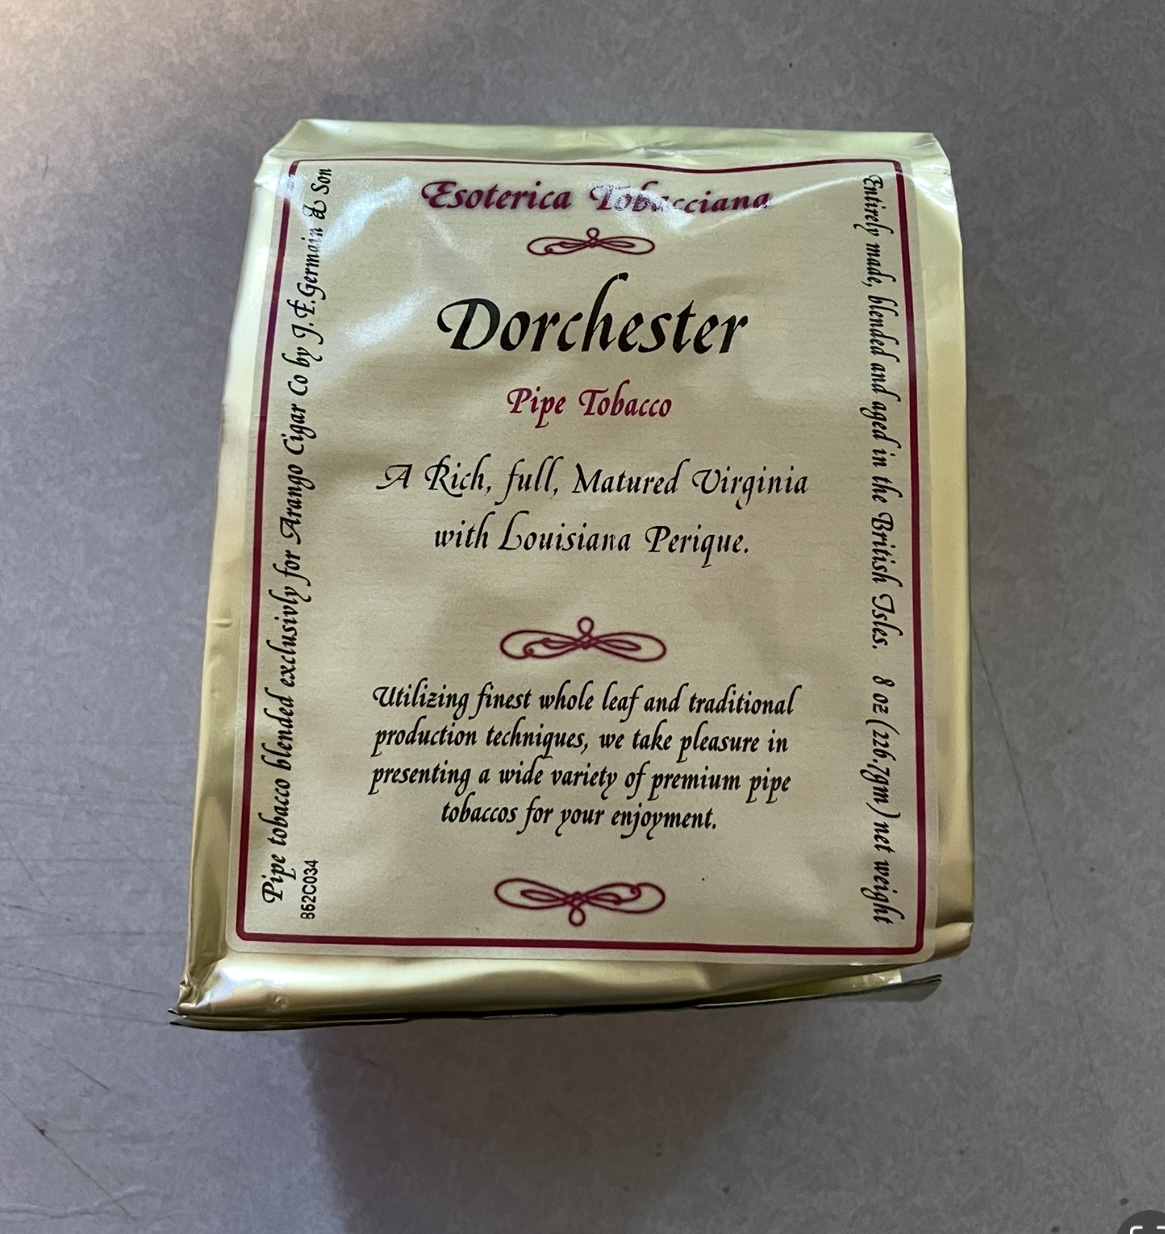 Esoterica Tobacciana
Dorchester
Pipe Tobacco
A Rich, full, Matured Virginia
with Louisiana Perique.
Utilizing finest whole leaf and traditional
production techniques, we take pleasure in
presenting a wide variety of premium pipe
tobaccos for your enjoyment.
Pipe tobacco blended exclusivly for Arango Cigar Co by J.F.Germain & Son
862C034
Entirely made, blended and aged in the British Isles. 8 oz (226.7gm) net weight